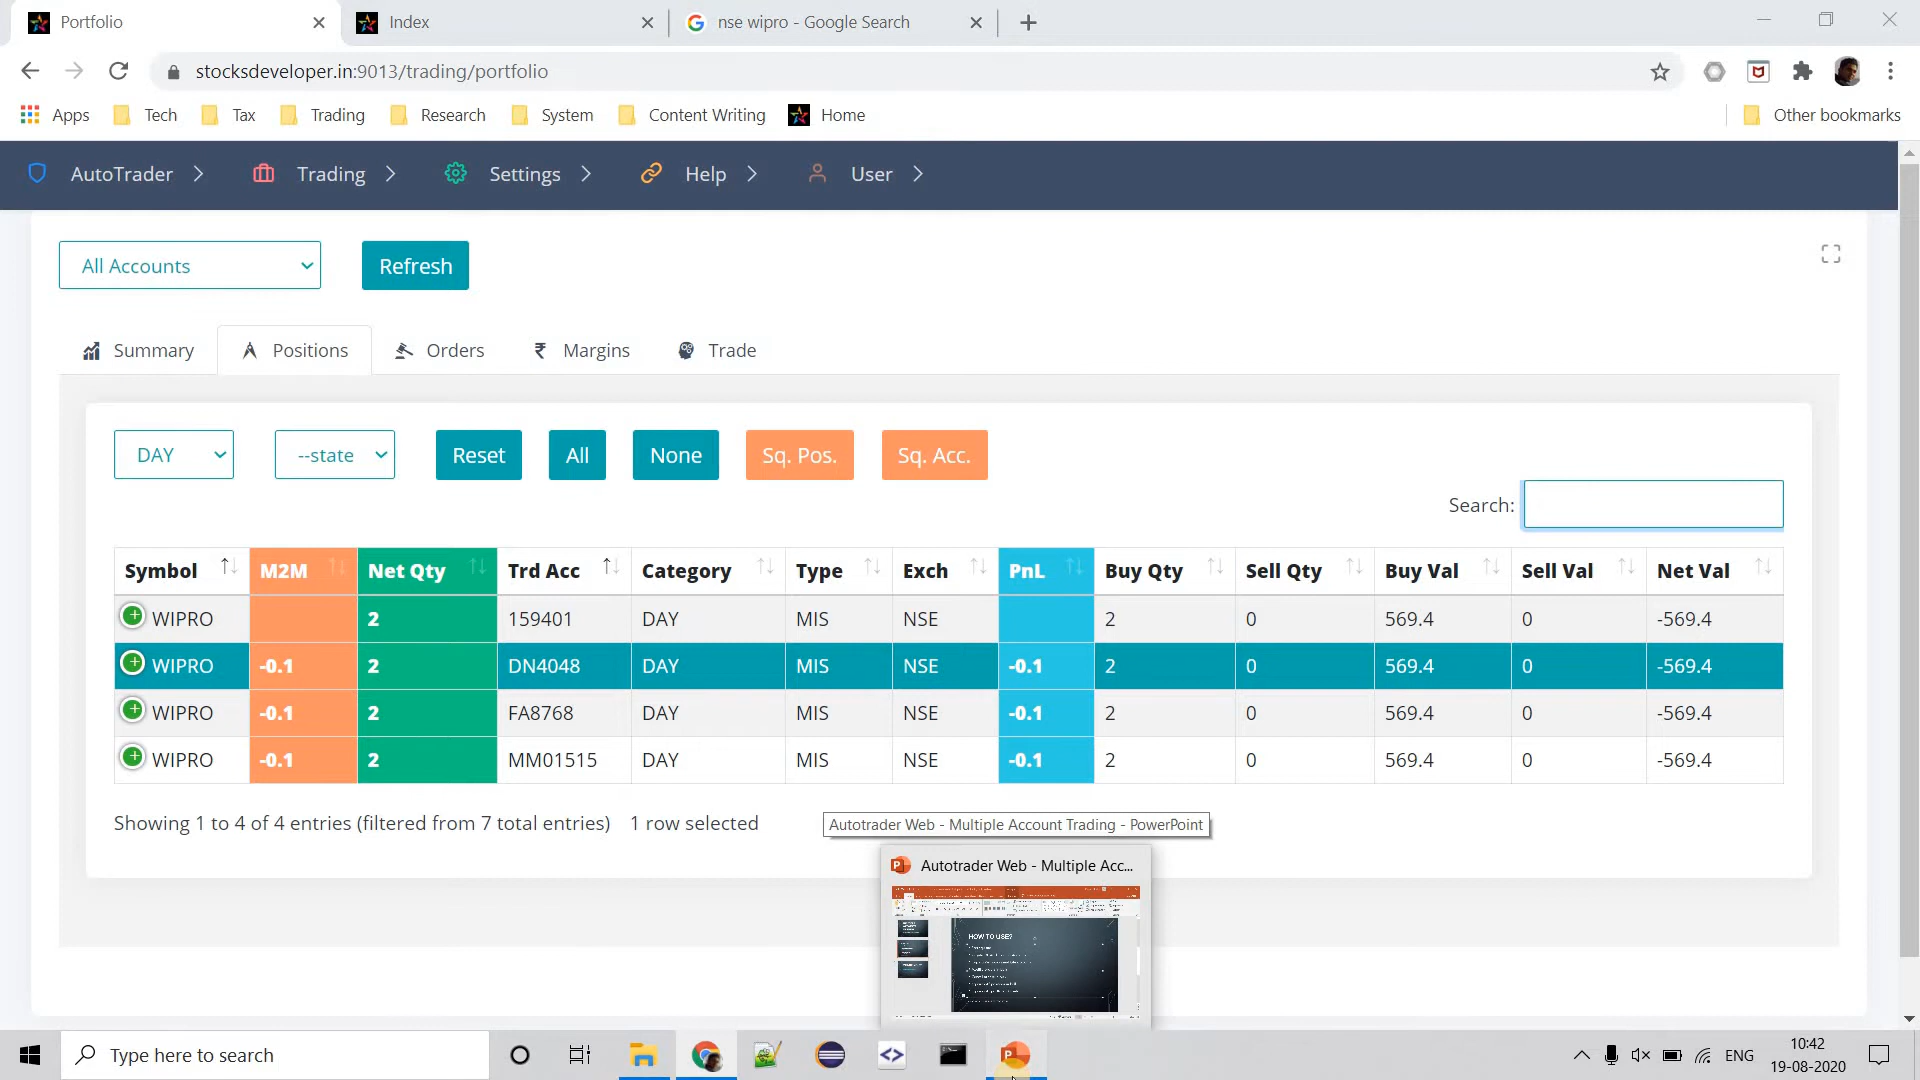 Portfolio
Index
nse wipro - Google Search
stocksdeveloper.in:9013/trading/portfolio
Apps Tech Tax Trading Research System Content Writing Home Other bookmarks
AutoTrader Trading Settings Help User
All Accounts Refresh
Summary Positions Orders Margins Trade
DAY --state Reset All None Sq. Pos. Sq. Acc.
Search:
Symbol M2M Net Qty Trd Acc Category Type Exch PnL Buy Qty Sell Qty Buy Val Sell Val Net Val
WIPRO 2 159401 DAY MIS NSE 2 0 569.4 0 -569.4
WIPRO -0.1 2 DN4048 DAY MIS NSE -0.1 2 0 569.4 0 -569.4
WIPRO -0.1 2 FA8768 DAY MIS NSE -0.1 2 0 569.4 0 -569.4
WIPRO -0.1 2 MM01515 DAY MIS NSE -0.1 2 0 569.4 0 -569.4
Showing 1 to 4 of 4 entries (filtered from 7 total entries) 1 row selected
Autotrader Web - Multiple Account Trading - PowerPoint
Autotrader Web - Multiple Acc...
HOW TO USE?
Type here to search
ENG
10:42
19-08-2020